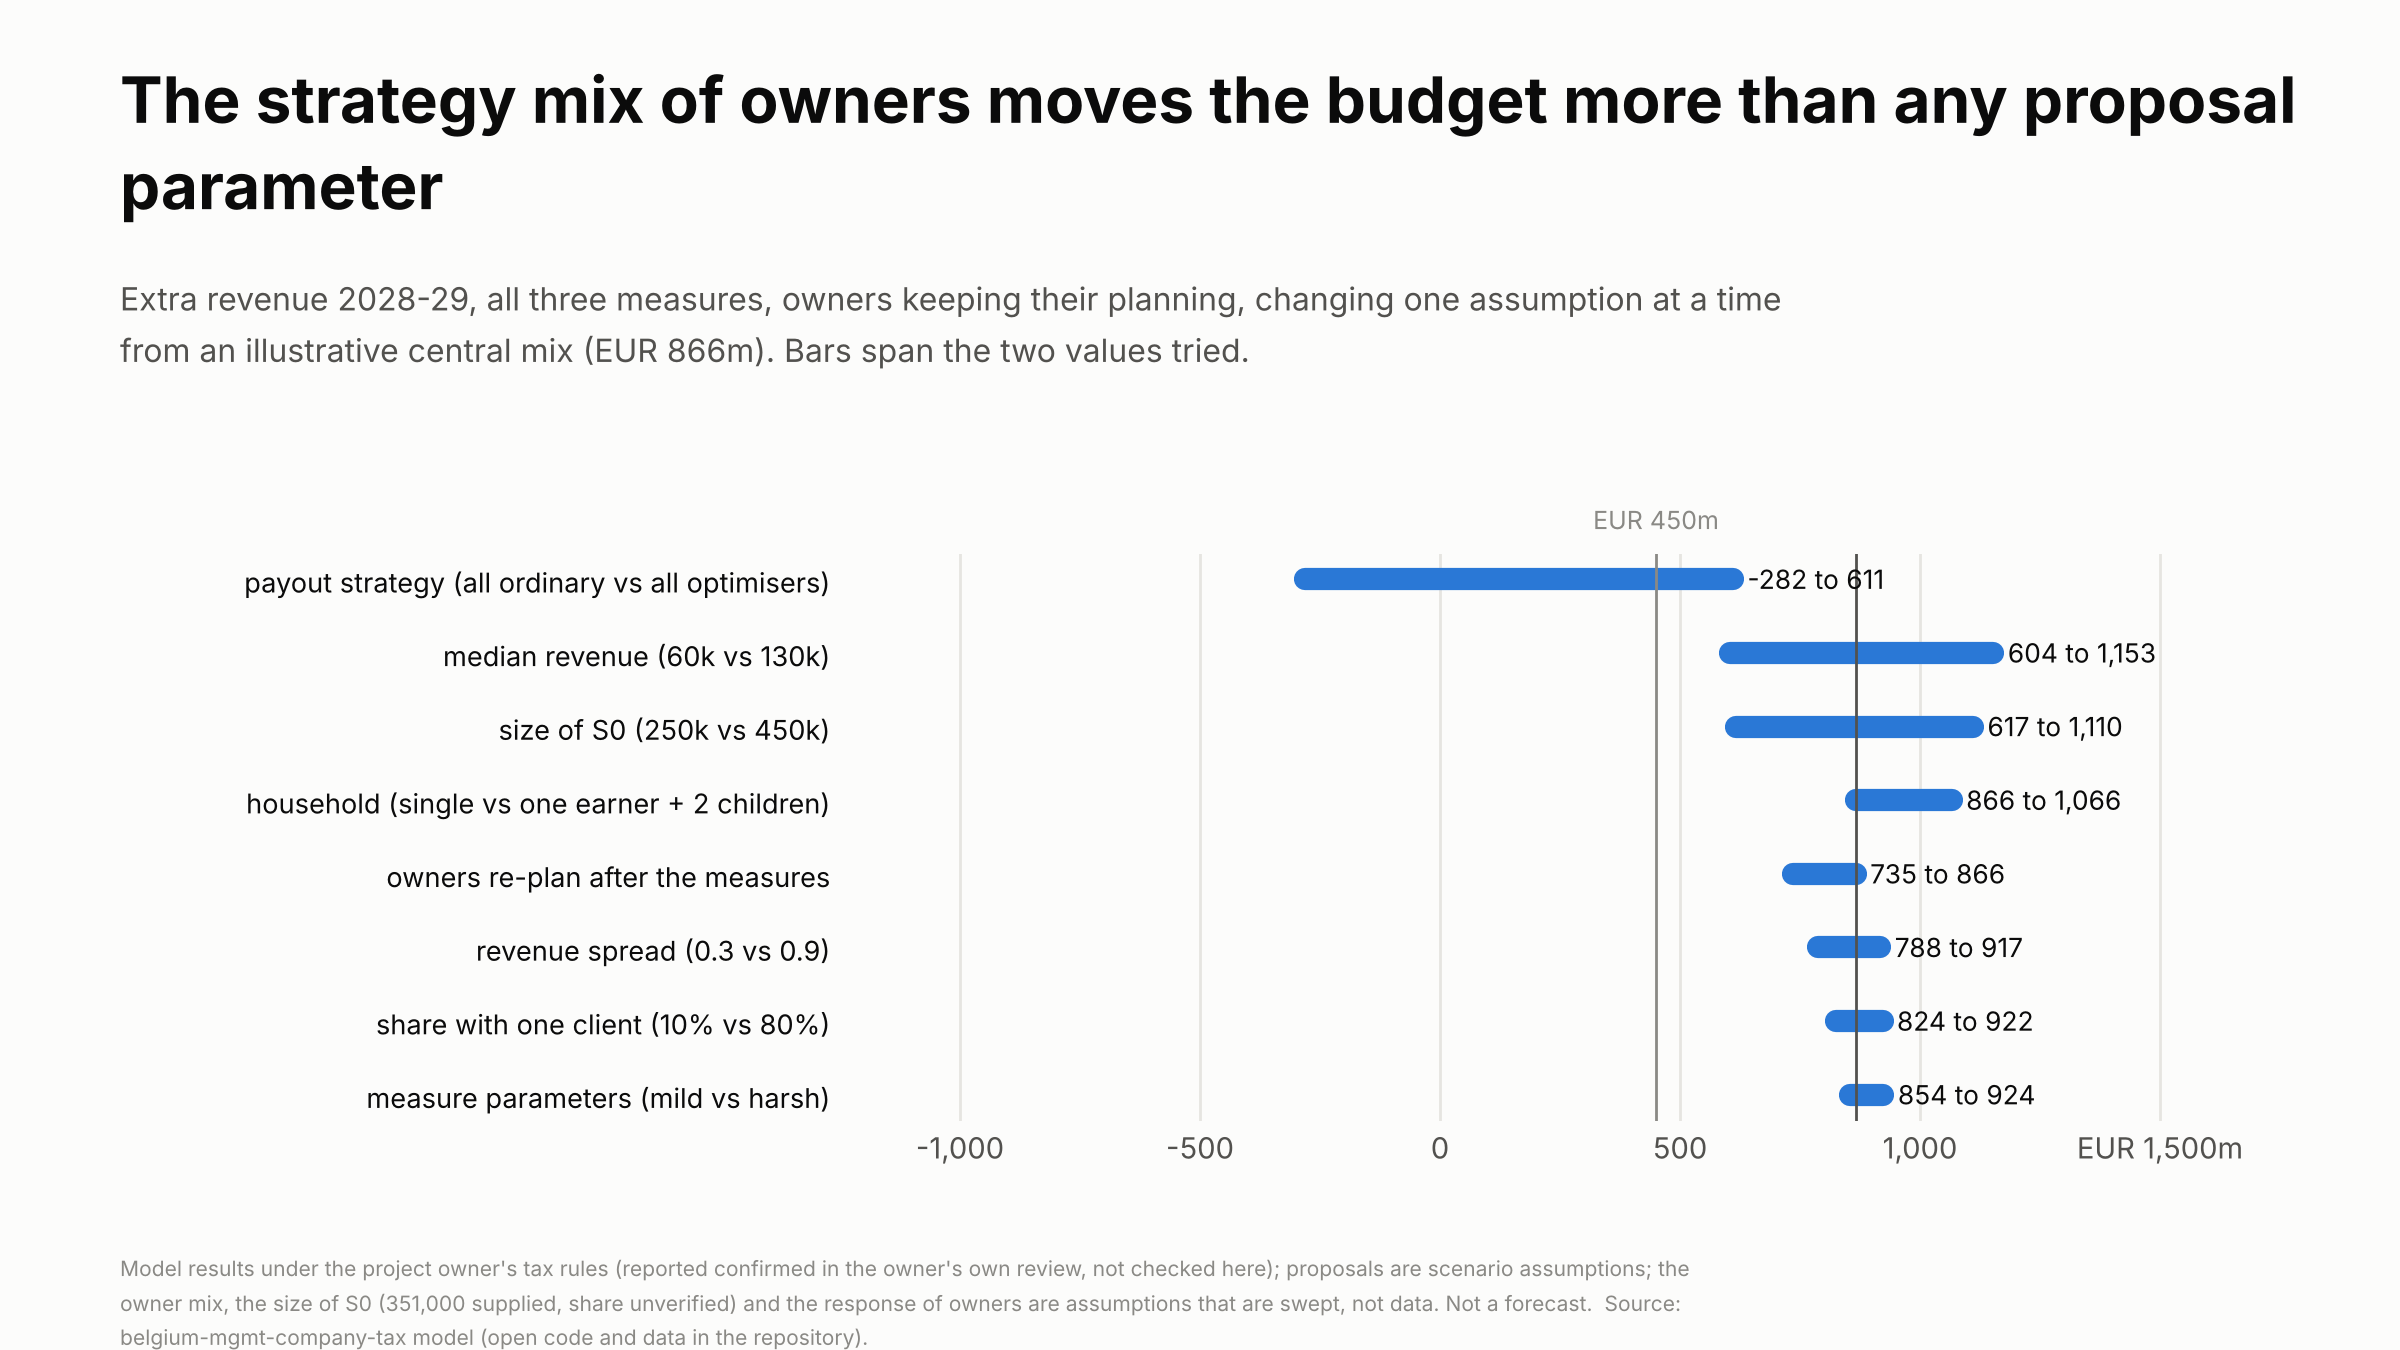 The strategy mix of owners moves the budget more than any proposal
parameter
Extra revenue 2028-29, all three measures, owners keeping their planning, changing one assumption at a time
from an illustrative central mix (EUR 866m). Bars span the two values tried.
EUR 450m
payout strategy (all ordinary vs all optimisers) -282 to 611
median revenue (60k vs 130k) 604 to 1,153
size of S0 (250k vs 450k) 617 to 1,110
household (single vs one earner + 2 children) 866 to 1,066
owners re-plan after the measures 735 to 866
revenue spread (0.3 vs 0.9) 788 to 917
share with one client (10% vs 80%) 824 to 922
measure parameters (mild vs harsh) 854 to 924
-1,000 -500 0 500 1,000 EUR 1,500m
Model results under the project owner's tax rules (reported confirmed in the owner's own review, not checked here); proposals are scenario assumptions; the
owner mix, the size of S0 (351,000 supplied, share unverified) and the response of owners are assumptions that are swept, not data. Not a forecast. Source:
belgium-mgmt-company-tax model (open code and data in the repository).